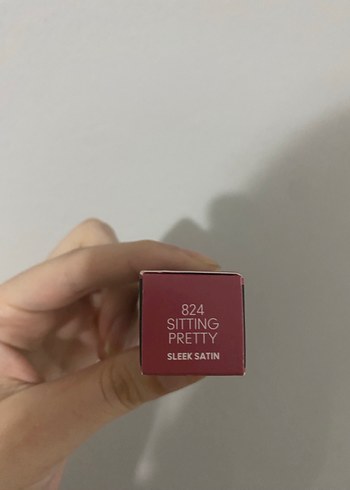 824
SITTING
PRETTY
SLEEK SATIN